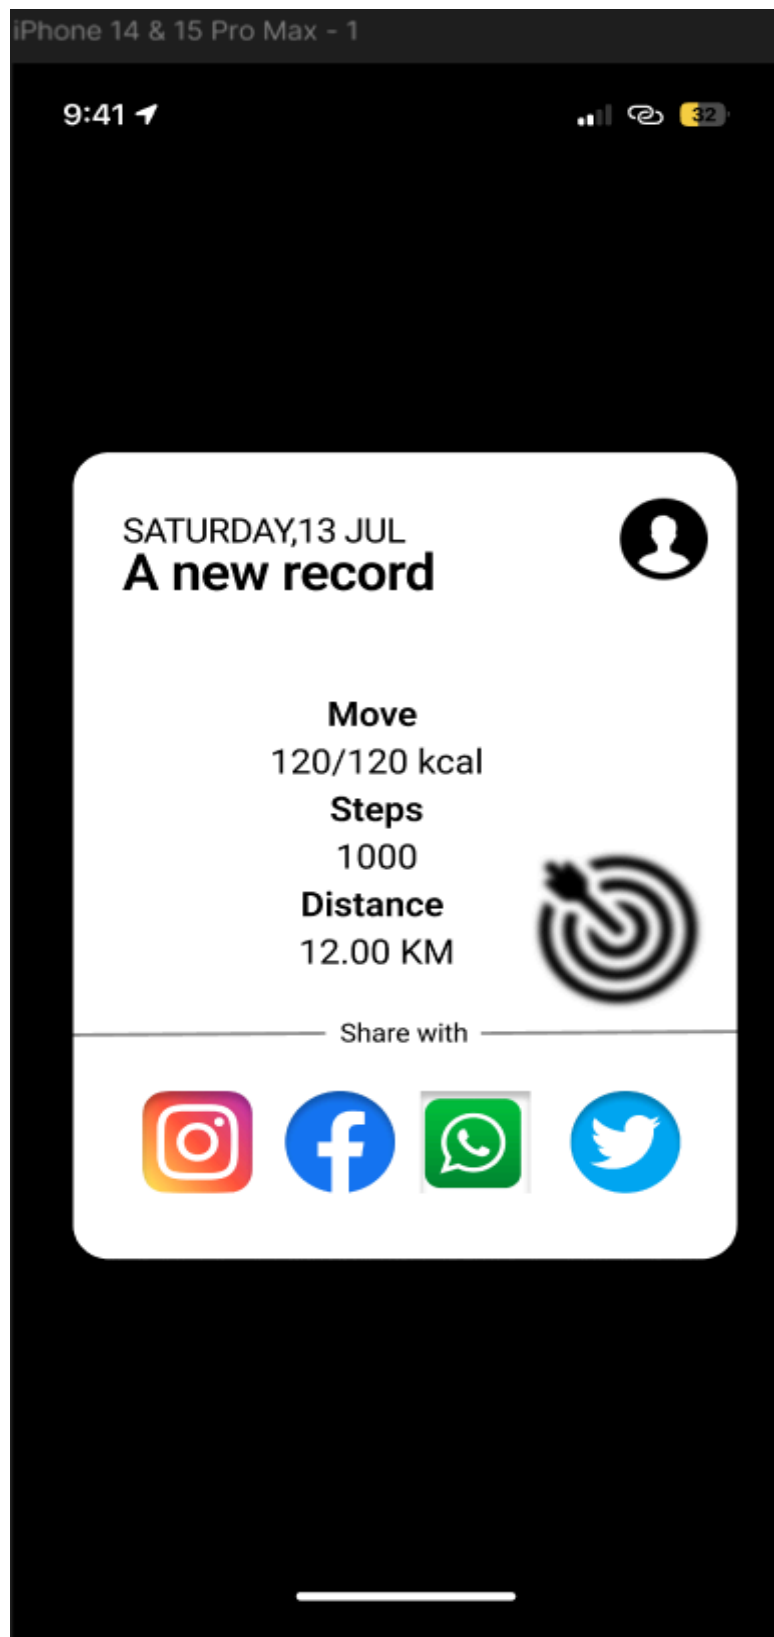 iPhone 14 & 15 Pro Max - 1
9:41
32
SATURDAY,13 JUL
A new record
Move
120/120 kcal
Steps
1000
Distance
12.00 KM
Share with